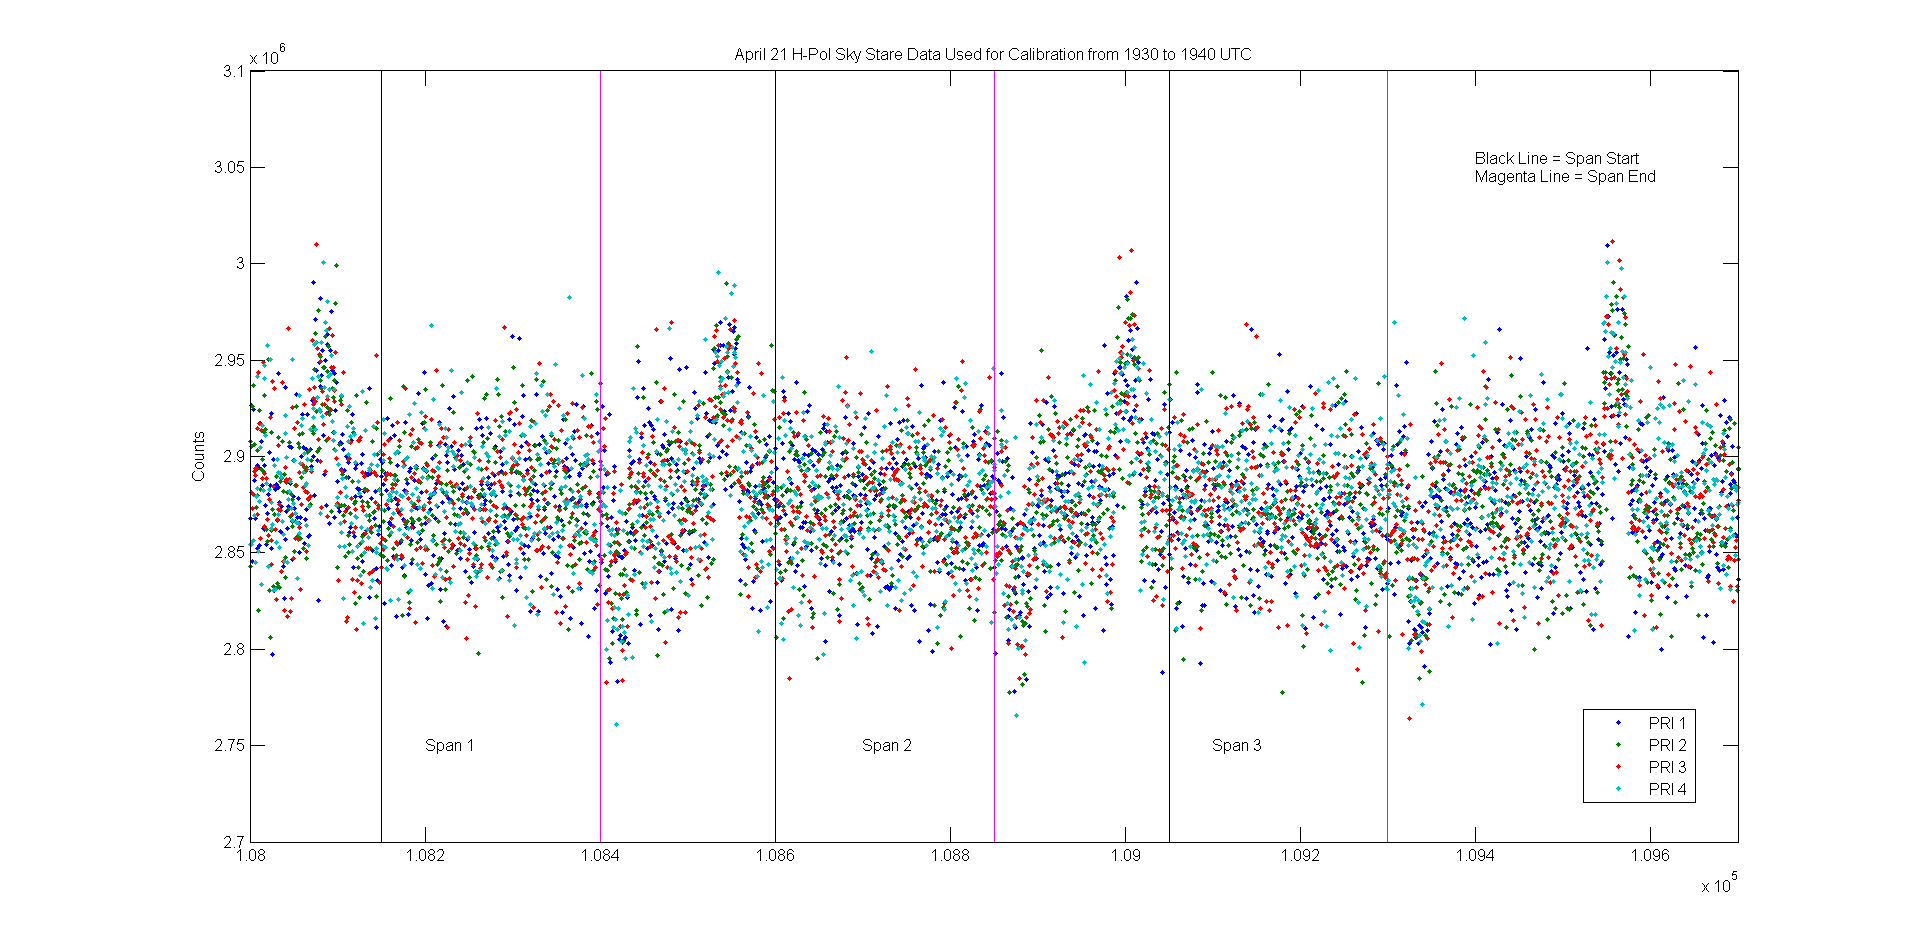 April 21 H-Pol Sky Stare Data Used for Calibration from 1930 to 1940 UTC
x 10^6
3.1
3.05
3
2.95
2.9
2.85
2.8
2.75
2.7
Counts
Black Line = Span Start
Magenta Line = Span End
Span 1
Span 2
Span 3
PRI 1
PRI 2
PRI 3
PRI 4
1.08
1.082
1.084
1.086
1.088
1.09
1.092
1.094
1.096
x 10^5